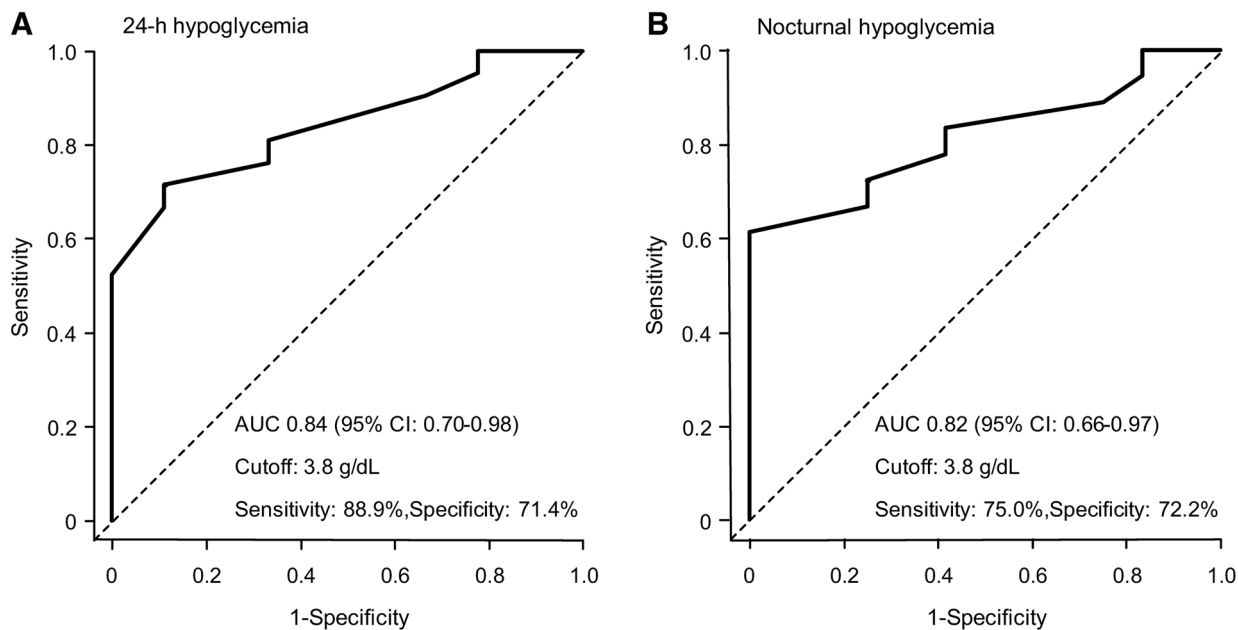 A
24-h hypoglycemia
1.0
0.8
0.6
0.4
0.2
0
Sensitivity
AUC 0.84 (95% CI: 0.70-0.98)
Cutoff: 3.8 g/dL
Sensitivity: 88.9%,Specificity: 71.4%
0 0.2 0.4 0.6 0.8 1.0
1-Specificity
B
Nocturnal hypoglycemia
1.0
0.8
0.6
0.4
0.2
0
Sensitivity
AUC 0.82 (95% CI: 0.66-0.97)
Cutoff: 3.8 g/dL
Sensitivity: 75.0%,Specificity: 72.2%
0 0.2 0.4 0.6 0.8 1.0
1-Specificity